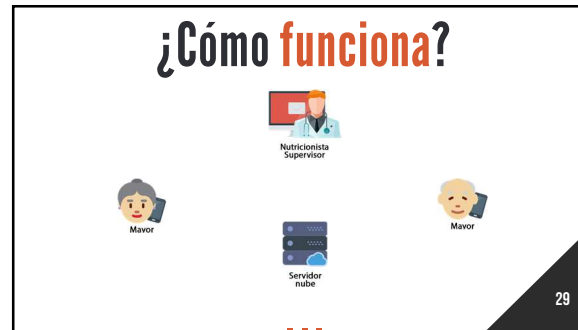 ¿Cómo funciona?
Nutricionista
Supervisor
Mayor
Mayor
Servidor
nube
29